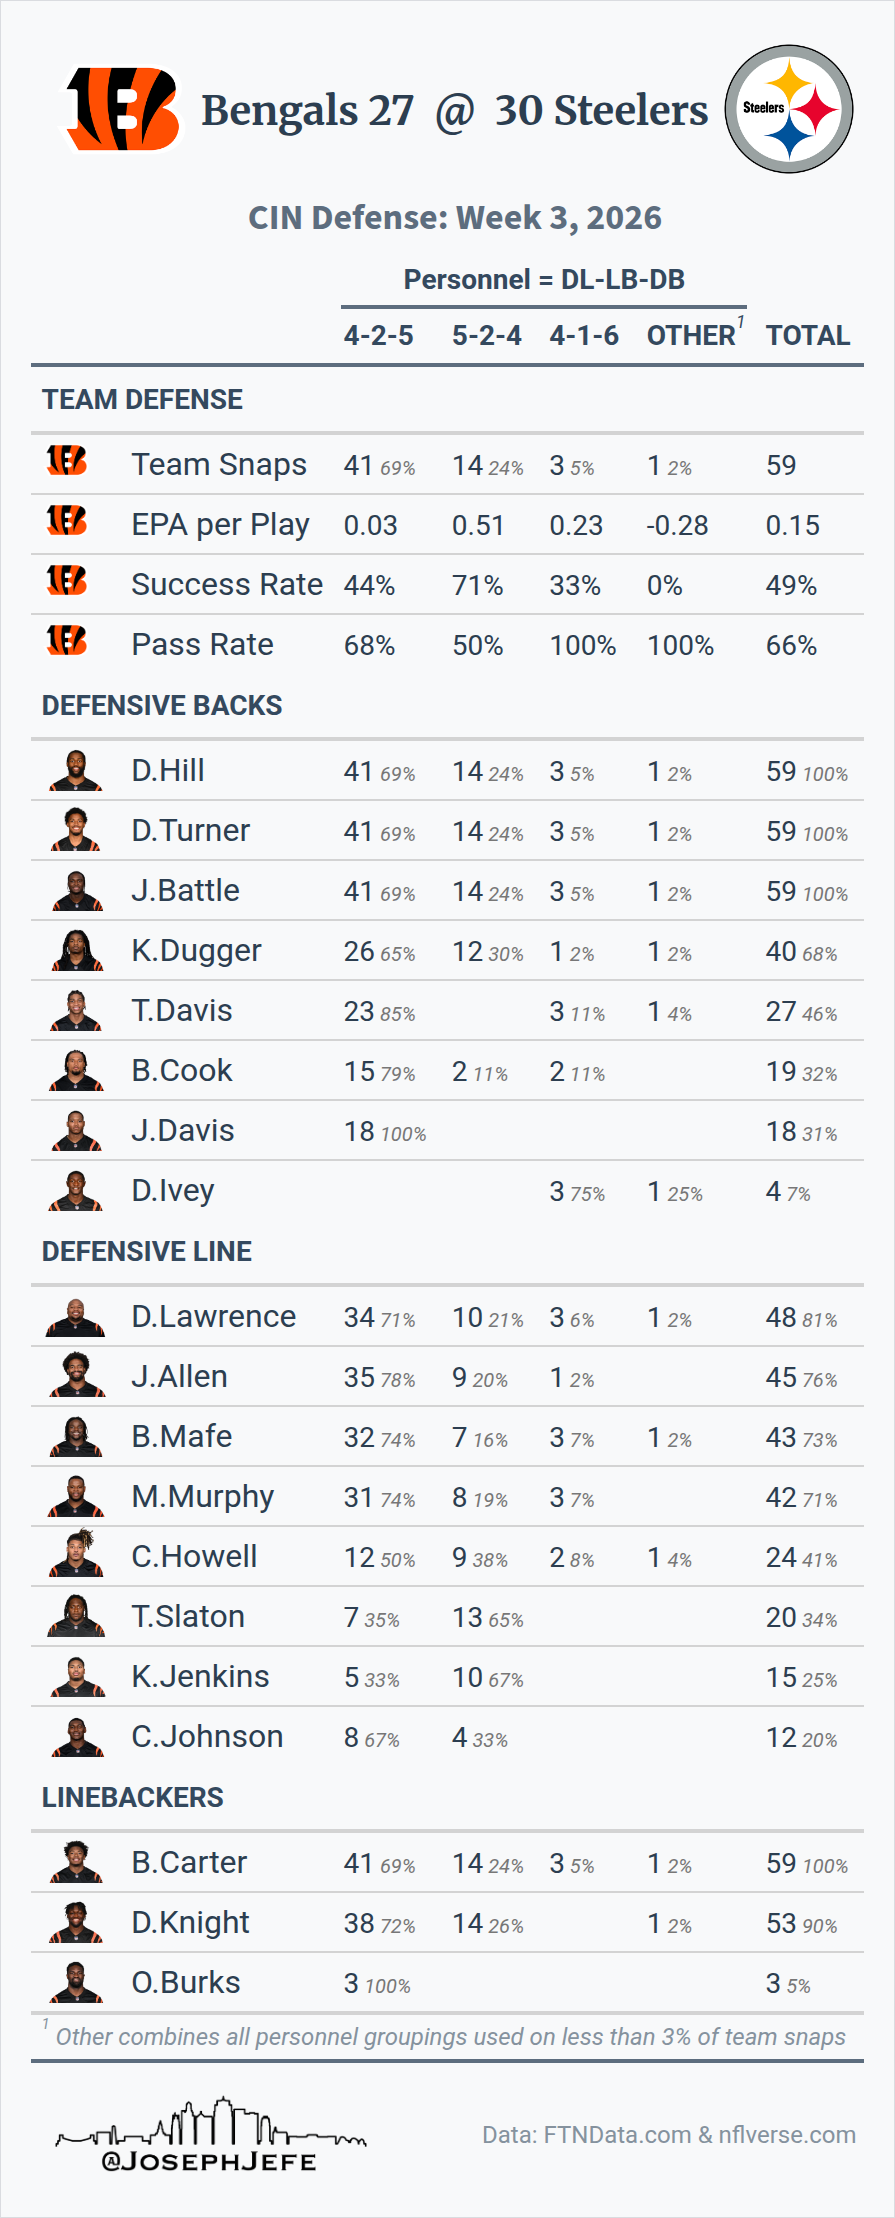 Bengals 27 @ 30 Steelers
Steelers
CIN Defense: Week 3, 2026
Personnel = DL-LB-DB
4-2-5 5-2-4 4-1-6 OTHER1 TOTAL
TEAM DEFENSE
Team Snaps 41 69% 14 24% 3 5% 1 2% 59
EPA per Play 0.03 0.51 0.23 -0.28 0.15
Success Rate 44% 71% 33% 0% 49%
Pass Rate 68% 50% 100% 100% 66%
DEFENSIVE BACKS
D.Hill 41 69% 14 24% 3 5% 1 2% 59 100%
D.Turner 41 69% 14 24% 3 5% 1 2% 59 100%
J.Battle 41 69% 14 24% 3 5% 1 2% 59 100%
K.Dugger 26 65% 12 30% 1 2% 1 2% 40 68%
T.Davis 23 85% 3 11% 1 4% 27 46%
B.Cook 15 79% 2 11% 2 11% 19 32%
J.Davis 18 100% 18 31%
D.Ivey 3 75% 1 25% 4 7%
DEFENSIVE LINE
D.Lawrence 34 71% 10 21% 3 6% 1 2% 48 81%
J.Allen 35 78% 9 20% 1 2% 45 76%
B.Mafe 32 74% 7 16% 3 7% 1 2% 43 73%
M.Murphy 31 74% 8 19% 3 7% 42 71%
C.Howell 12 50% 9 38% 2 8% 1 4% 24 41%
T.Slaton 7 35% 13 65% 20 34%
K.Jenkins 5 33% 10 67% 15 25%
C.Johnson 8 67% 4 33% 12 20%
LINEBACKERS
B.Carter 41 69% 14 24% 3 5% 1 2% 59 100%
D.Knight 38 72% 14 26% 1 2% 53 90%
O.Burks 3 100% 3 5%
1 Other combines all personnel groupings used on less than 3% of team snaps
@JOSEPHJEFE
Data: FTNData.com & nflverse.com